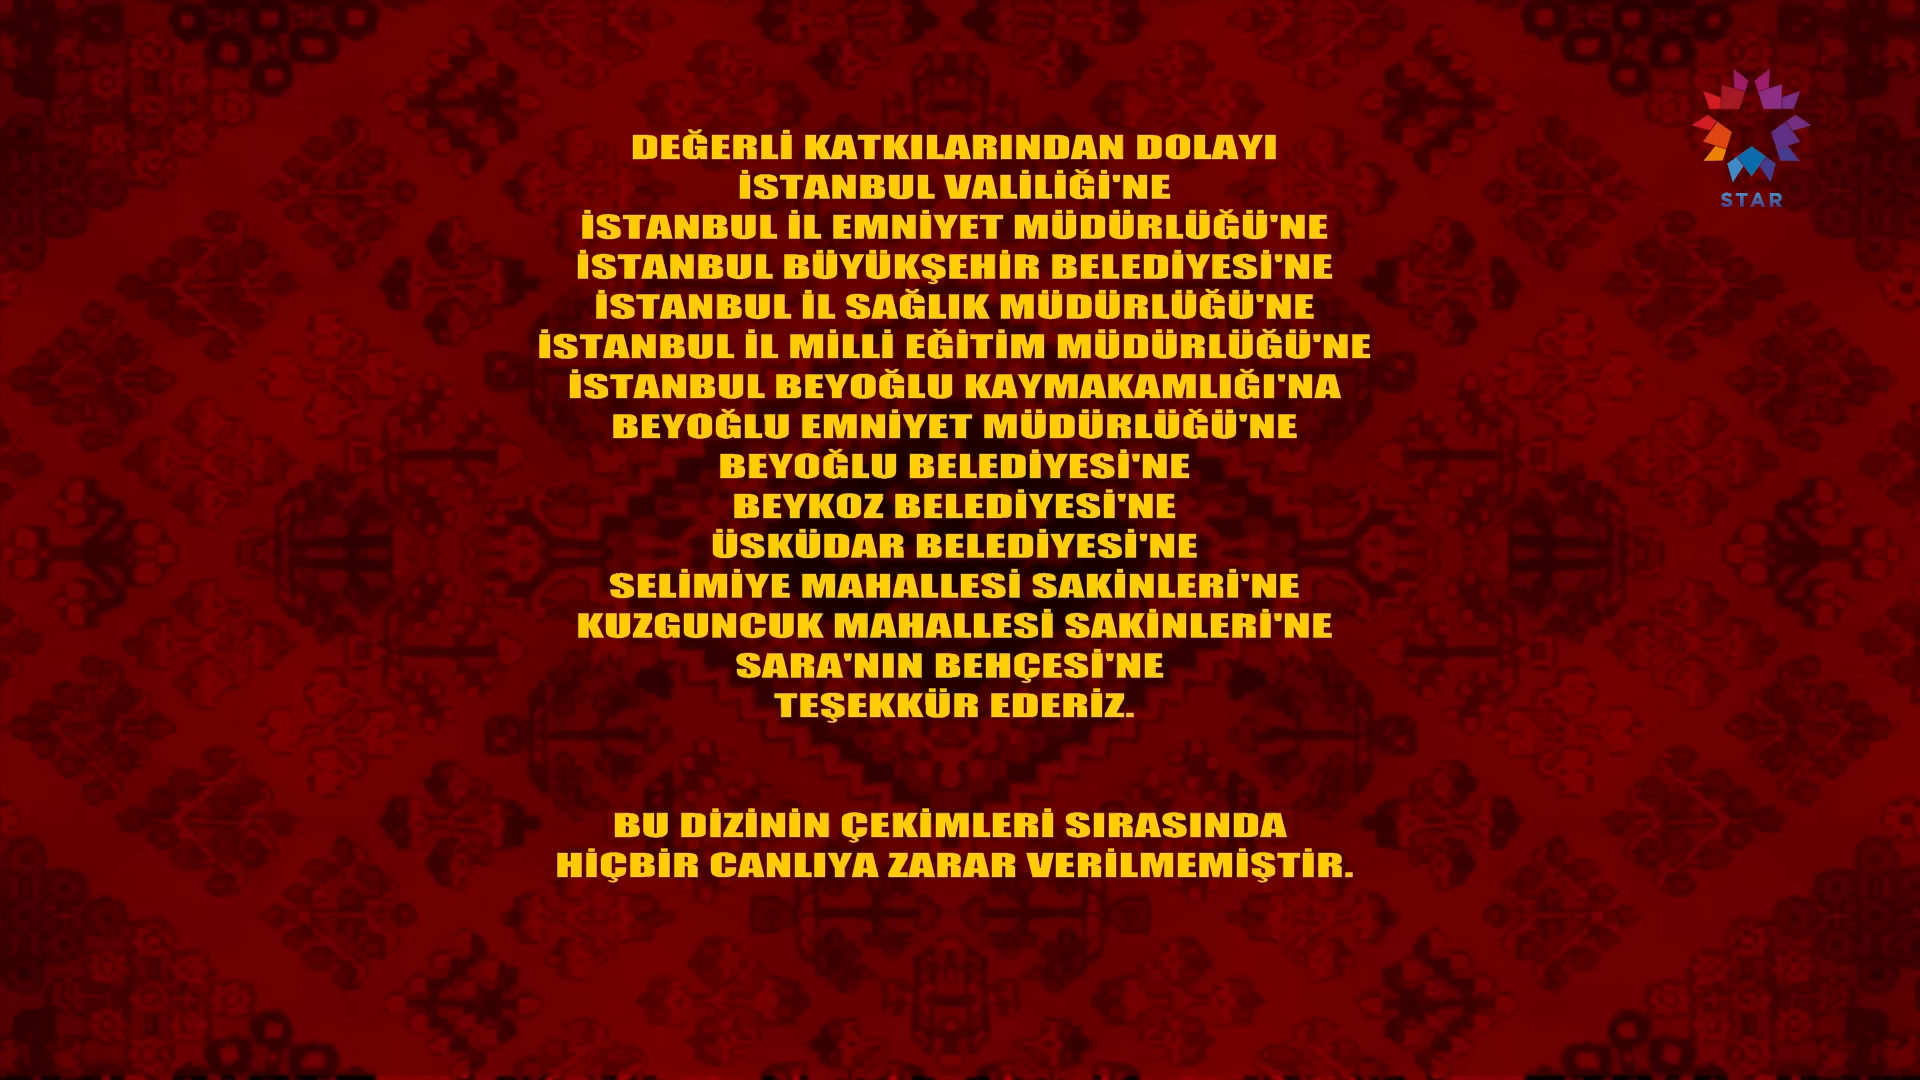 DEĞERLİ KATKILARINDAN DOLAYI
İSTANBUL VALİLİĞİ'NE
İSTANBUL İL EMNİYET MÜDÜRLÜĞÜ'NE
İSTANBUL BÜYÜKŞEHİR BELEDİYESİ'NE
İSTANBUL İL SAĞLIK MÜDÜRLÜĞÜ'NE
İSTANBUL İL MİLLİ EĞİTİM MÜDÜRLÜĞÜ'NE
İSTANBUL BEYOĞLU KAYMAKAMLIĞI'NA
BEYOĞLU EMNİYET MÜDÜRLÜĞÜ'NE
BEYOĞLU BELEDİYESİ'NE
BEYKOZ BELEDİYESİ'NE
ÜSKÜDAR BELEDİYESİ'NE
SELİMİYE MAHALLESİ SAKİNLERİ'NE
KUZGUNCUK MAHALLESİ SAKİNLERİ'NE
SARA'NIN BEHÇESİ'NE
TEŞEKKÜR EDERİZ.
BU DİZİNİN ÇEKİMLERİ SIRASINDA
HİÇBİR CANLIYA ZARAR VERİLMEMİŞTİR.
STAR